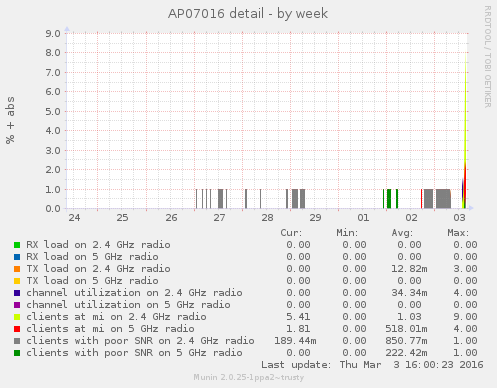 AP07016 detail - by week
RRDTOOL / TOBI OETIKER
% + abs
9.0
8.0
7.0
6.0
5.0
4.0
3.0
2.0
1.0
0.0
24 25 26 27 28 29 01 02 03
Cur: Min: Avg: Max:
RX load on 2.4 GHz radio 0.00 0.00 0.00 0.00
RX load on 5 GHz radio 0.00 0.00 0.00 0.00
TX load on 2.4 GHz radio 0.00 0.00 12.82m 3.00
TX load on 5 GHz radio 0.00 0.00 0.00 0.00
channel utilization on 2.4 GHz radio 0.00 0.00 34.34m 4.00
channel utilization on 5 GHz radio 0.00 0.00 0.00 0.00
clients at mi on 2.4 GHz radio 5.41 0.00 1.03 9.00
clients at mi on 5 GHz radio 1.81 0.00 518.01m 4.00
clients with poor SNR on 2.4 GHz radio 189.44m 0.00 850.77m 1.00
clients with poor SNR on 5 GHz radio 0.00 0.00 222.42m 1.00
Last update: Thu Mar 3 16:00:23 2016
Munin 2.0.25-1ppa2~trusty